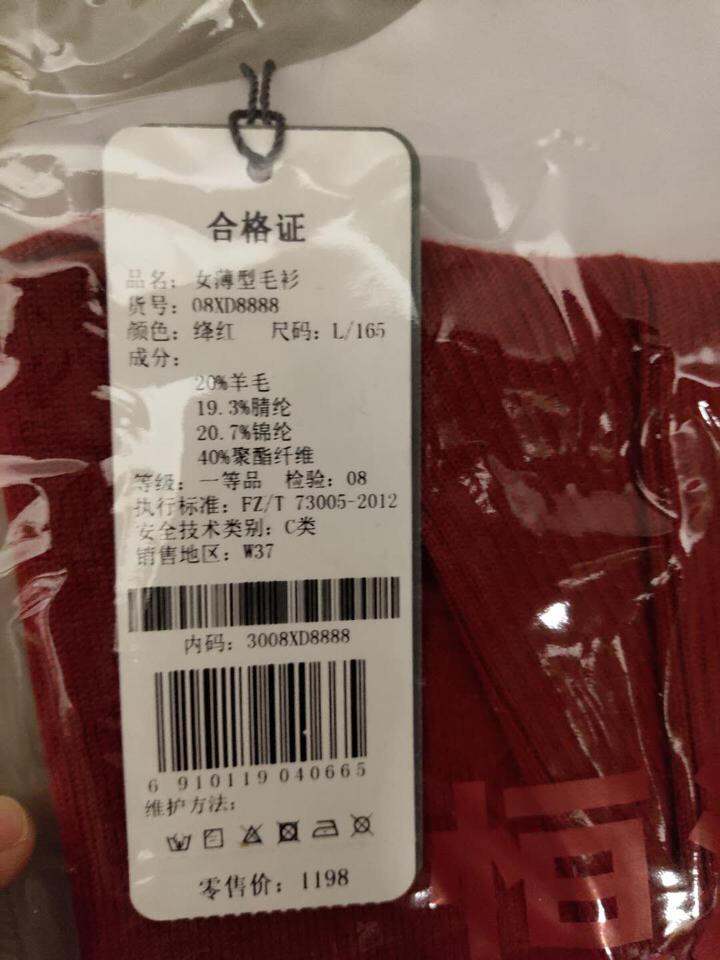 合格证
品名：女薄型毛衫
货号：08XD8888
颜色：绛红 尺码：L/165
成分：
20%羊毛
19.3%腈纶
20.7%锦纶
40%聚酯纤维
等级：一等品 检验：08
执行标准：FZ/T 73005-2012
安全技术类别：C类
销售地区：W37
内码：3008XD8888
6 910119 040665
维护方法：
零售价：1198
恒